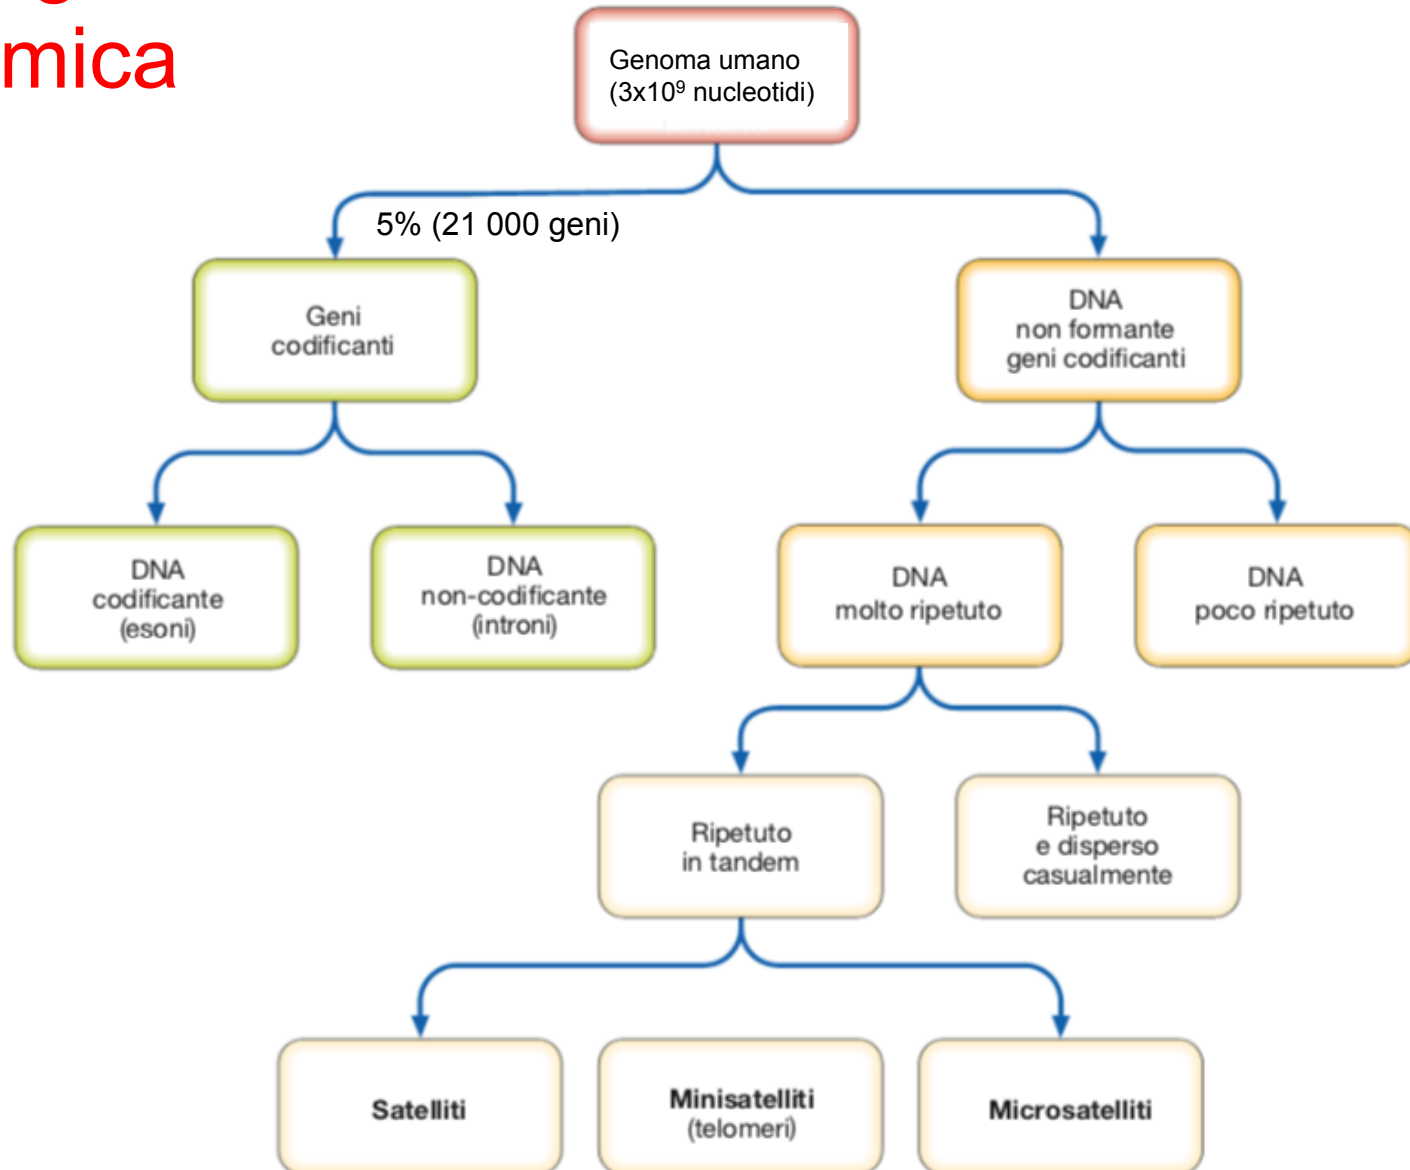 mica
Genoma umano
(3x10⁹ nucleotidi)
5% (21 000 geni)
Geni
codificanti
DNA
non formante
geni codificanti
DNA
codificante
(esoni)
DNA
non-codificante
(introni)
DNA
molto ripetuto
DNA
poco ripetuto
Ripetuto
in tandem
Ripetuto
e disperso
casualmente
Satelliti
Minisatelliti
(telomeri)
Microsatelliti